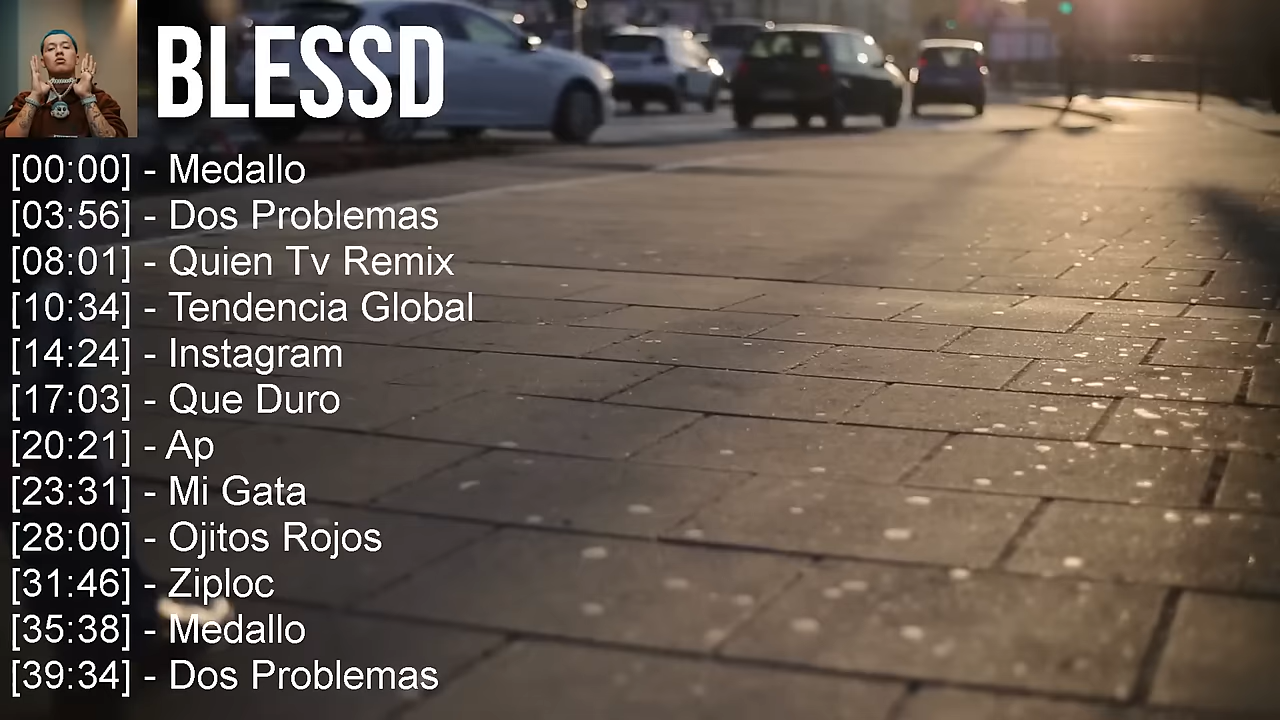 BLESSD
[00:00] - Medallo
[03:56] - Dos Problemas
[08:01] - Quien Tv Remix
[10:34] - Tendencia Global
[14:24] - Instagram
[17:03] - Que Duro
[20:21] - Ap
[23:31] - Mi Gata
[28:00] - Ojitos Rojos
[31:46] - Ziploc
[35:38] - Medallo
[39:34] - Dos Problemas